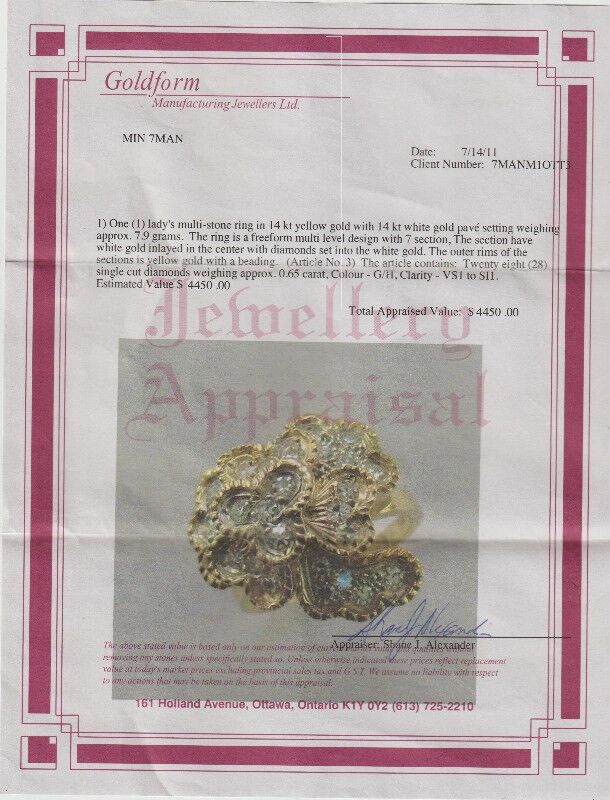 Goldform
Manufacturing Jewellers Ltd.
MIN 7MAN
Date: 7/14/11
Client Number: 7MANM1OTT3
1) One (1) lady's multi-stone ring in 14 kt yellow gold with 14 kt white gold pavé setting weighing
approx. 7.9 grams. The ring is a freeform multi level design with 7 section, The section have
white gold inlayed in the center with diamonds set into the white gold. The outer rims of the
sections is yellow gold with a beading. (Article No. 3) The article contains: Twenty eight (28)
single cut diamonds weighing approx. 0.65 carat, Colour - G/H, Clarity - VS1 to SI1.
Estimated Value $ 4450 .00
Total Appraised Value: $ 4450 .00
Jewellery
Appraisal
Appraiser: Shane J. Alexander
The above stated value is based only on our estimation of
removing any stones unless specifically stated so. Unless otherwise indicated these prices reflect replacement
value at today's market prices excluding provincial sales tax and G.S.T. We assume no liability with respect
to any actions that may be taken on the basis of this appraisal.
161 Holland Avenue, Ottawa, Ontario K1Y 0Y2 (613) 725-2210